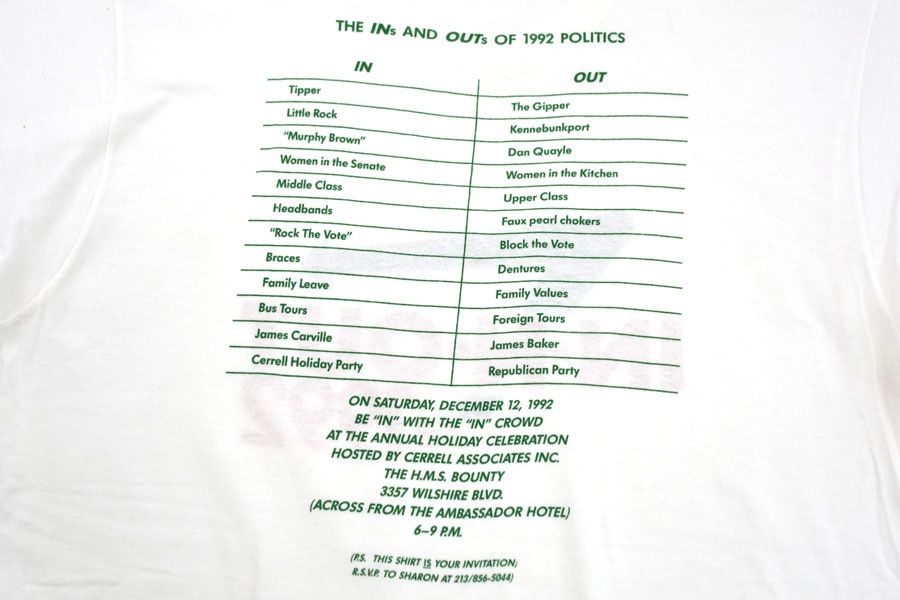 THE INs AND OUTs OF 1992 POLITICS
IN OUT
Tipper The Gipper
Little Rock Kennebunkport
"Murphy Brown" Dan Quayle
Women in the Senate Women in the Kitchen
Middle Class Upper Class
Headbands Faux pearl chokers
"Rock The Vote" Block the Vote
Braces Dentures
Family Leave Family Values
Bus Tours Foreign Tours
James Carville James Baker
Cerrell Holiday Party Republican Party
ON SATURDAY, DECEMBER 12, 1992
BE "IN" WITH THE "IN" CROWD
AT THE ANNUAL HOLIDAY CELEBRATION
HOSTED BY CERRELL ASSOCIATES INC.
THE H.M.S. BOUNTY
3357 WILSHIRE BLVD.
(ACROSS FROM THE AMBASSADOR HOTEL)
6–9 P.M.
(P.S. THIS SHIRT IS YOUR INVITATION;
R.S.V.P. TO SHARON AT 213/856-5044)